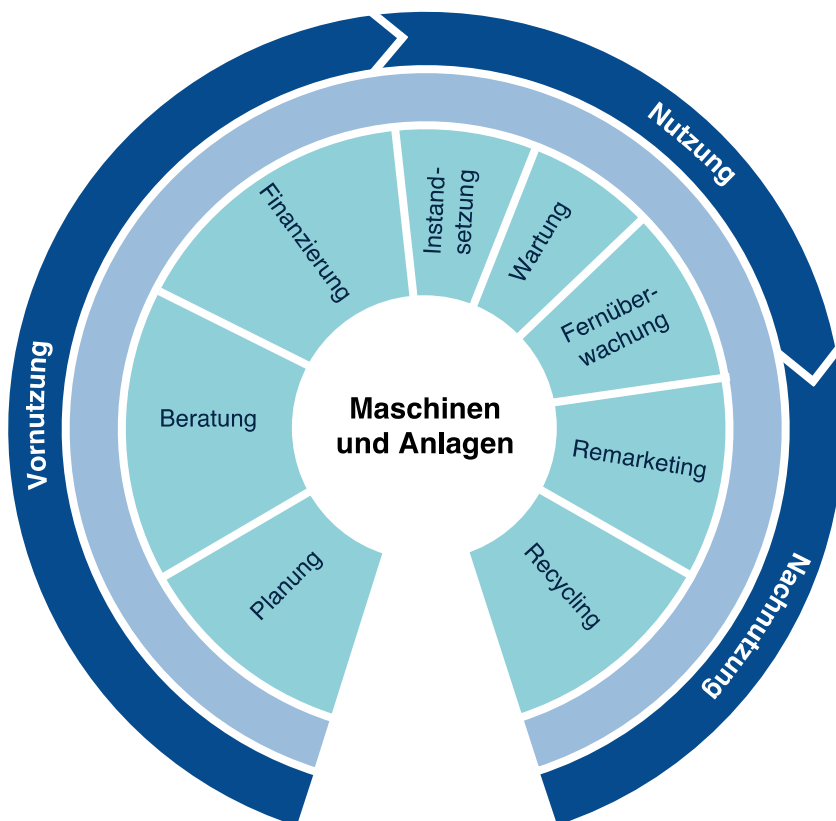 Vornutzung
Nutzung
Nachnutzung
Planung
Beratung
Finanzierung
Instand-
setzung
Wartung
Fernüber-
wachung
Remarketing
Recycling
Maschinen
und Anlagen